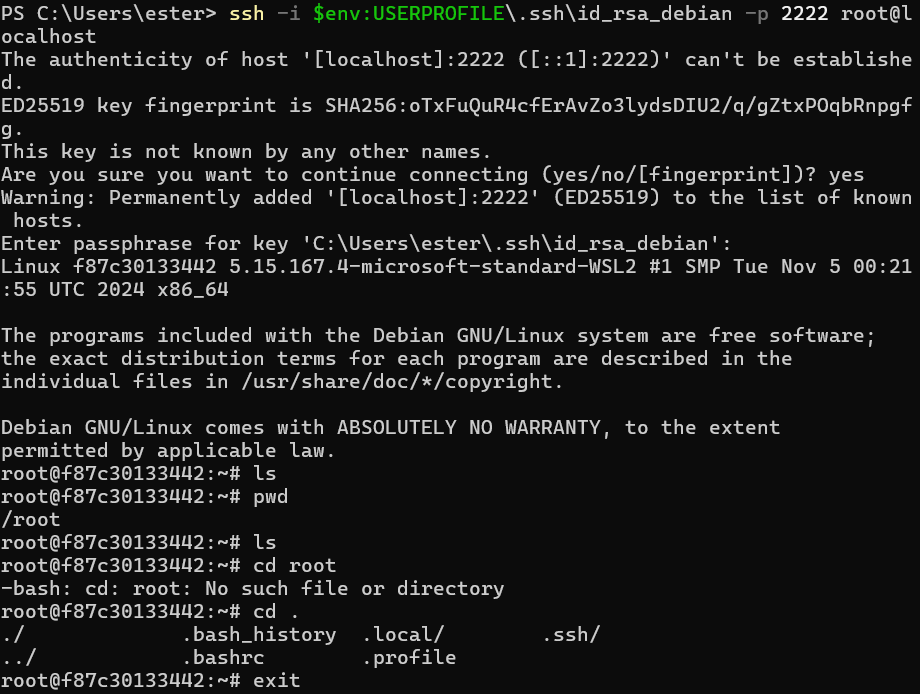 PS C:\Users\ester> ssh -i $env:USERPROFILE\.ssh\id_rsa_debian -p 2222 root@l
ocalhost
The authenticity of host '[localhost]:2222 ([::1]:2222)' can't be establishe
d.
ED25519 key fingerprint is SHA256:oTxFuQuR4cfErAvZo3lydsDIU2/q/gZtxPOqbRnpgf
g.
This key is not known by any other names.
Are you sure you want to continue connecting (yes/no/[fingerprint])? yes
Warning: Permanently added '[localhost]:2222' (ED25519) to the list of known
 hosts.
Enter passphrase for key 'C:\Users\ester\.ssh\id_rsa_debian':
Linux f87c30133442 5.15.167.4-microsoft-standard-WSL2 #1 SMP Tue Nov 5 00:21
:55 UTC 2024 x86_64

The programs included with the Debian GNU/Linux system are free software;
the exact distribution terms for each program are described in the
individual files in /usr/share/doc/*/copyright.

Debian GNU/Linux comes with ABSOLUTELY NO WARRANTY, to the extent
permitted by applicable law.
root@f87c30133442:~# ls
root@f87c30133442:~# pwd
/root
root@f87c30133442:~# ls
root@f87c30133442:~# cd root
-bash: cd: root: No such file or directory
root@f87c30133442:~# cd .
./             .bash_history  .local/        .ssh/
../            .bashrc        .profile
root@f87c30133442:~# exit